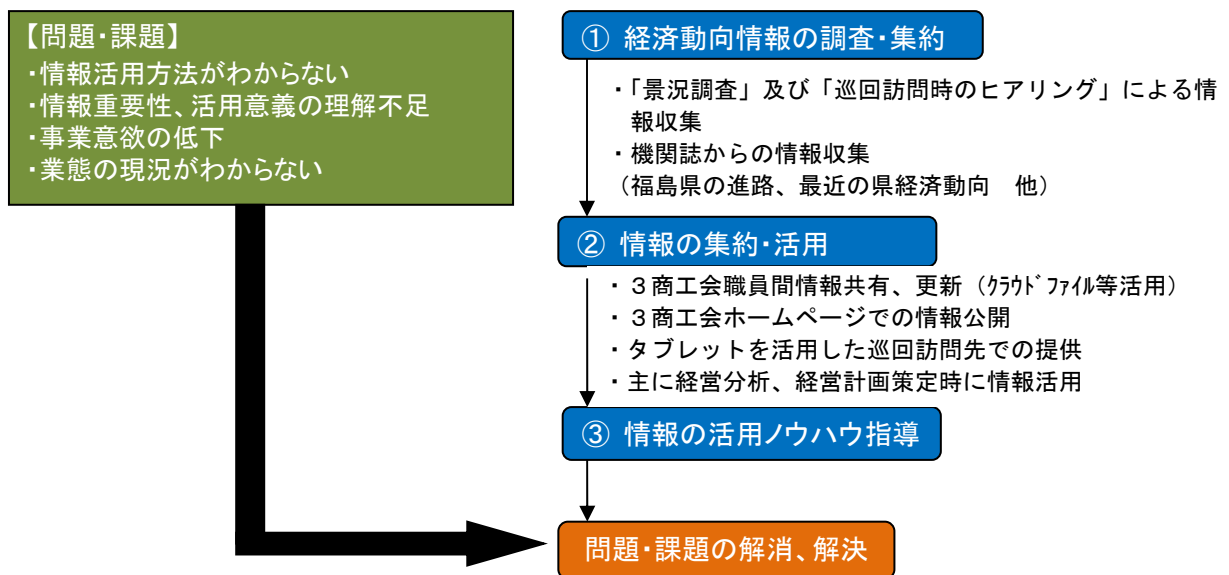 【問題・課題】
・情報活用方法がわからない
・情報重要性、活用意義の理解不足
・事業意欲の低下
・業態の現況がわからない
① 経済動向情報の調査・集約
・「景況調査」及び「巡回訪問時のヒアリング」による情
報収集
・機関誌からの情報収集
（福島県の進路、最近の県経済動向　他）
② 情報の集約・活用
・３商工会職員間情報共有、更新（ｸﾗｳﾄﾞﾌｧｲﾙ等活用）
・３商工会ホームページでの情報公開
・タブレットを活用した巡回訪問先での提供
・主に経営分析、経営計画策定時に情報活用
③ 情報の活用ノウハウ指導
問題・課題の解消、解決